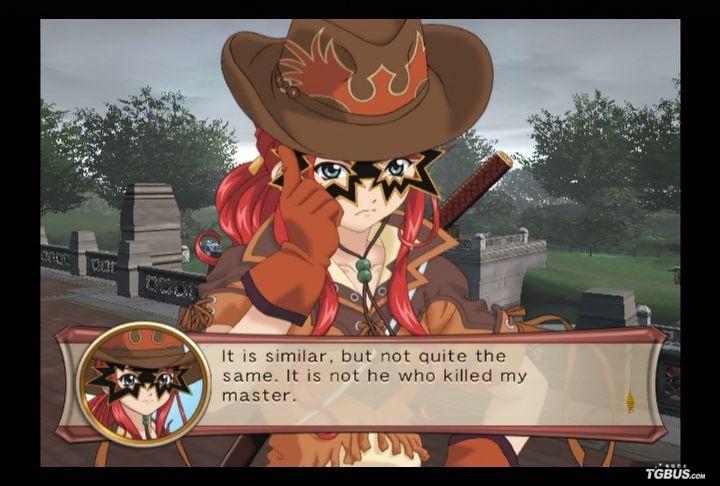 It is similar, but not quite the
same. It is not he who killed my
master.
TGBUS.COM